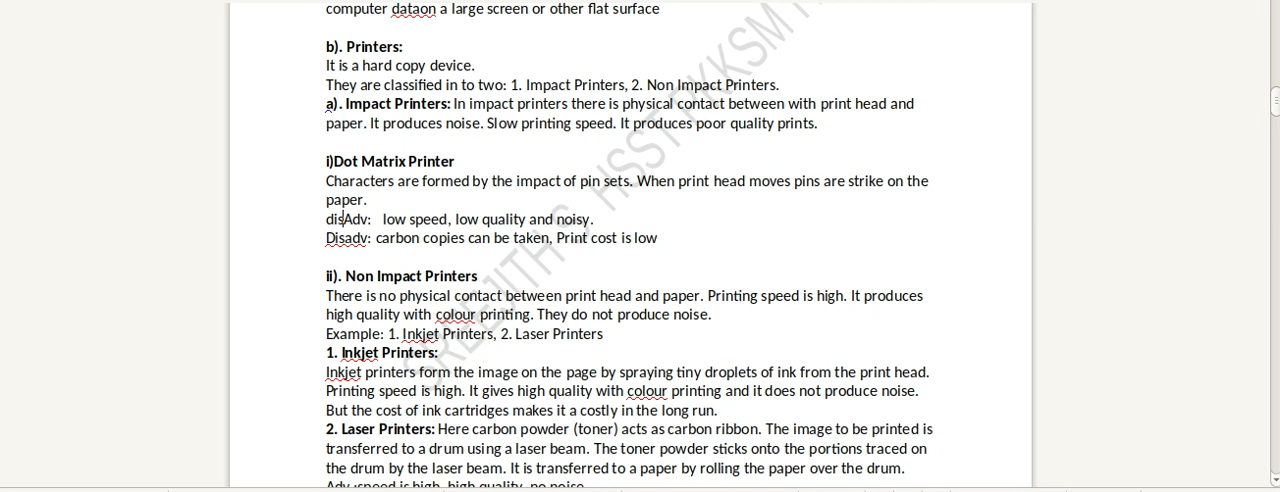 computer dataon a large screen or other flat surface
b). Printers:
It is a hard copy device.
They are classified in to two: 1. Impact Printers, 2. Non Impact Printers.
a). Impact Printers: In impact printers there is physical contact between with print head and
paper. It produces noise. Slow printing speed. It produces poor quality prints.
i)Dot Matrix Printer
Characters are formed by the impact of pin sets. When print head moves pins are strike on the
paper.
disAdv: low speed, low quality and noisy.
Disadv: carbon copies can be taken, Print cost is low
ii). Non Impact Printers
There is no physical contact between print head and paper. Printing speed is high. It produces
high quality with colour printing. They do not produce noise.
Example: 1. Inkjet Printers, 2. Laser Printers
1. Inkjet Printers:
Inkjet printers form the image on the page by spraying tiny droplets of ink from the print head.
Printing speed is high. It gives high quality with colour printing and it does not produce noise.
But the cost of ink cartridges makes it a costly in the long run.
2. Laser Printers: Here carbon powder (toner) acts as carbon ribbon. The image to be printed is
transferred to a drum using a laser beam. The toner powder sticks onto the portions traced on
the drum by the laser beam. It is transferred to a paper by rolling the paper over the drum.
Adv :speed is high, high quality, no noise
SREEJITH S HSST PKKSM